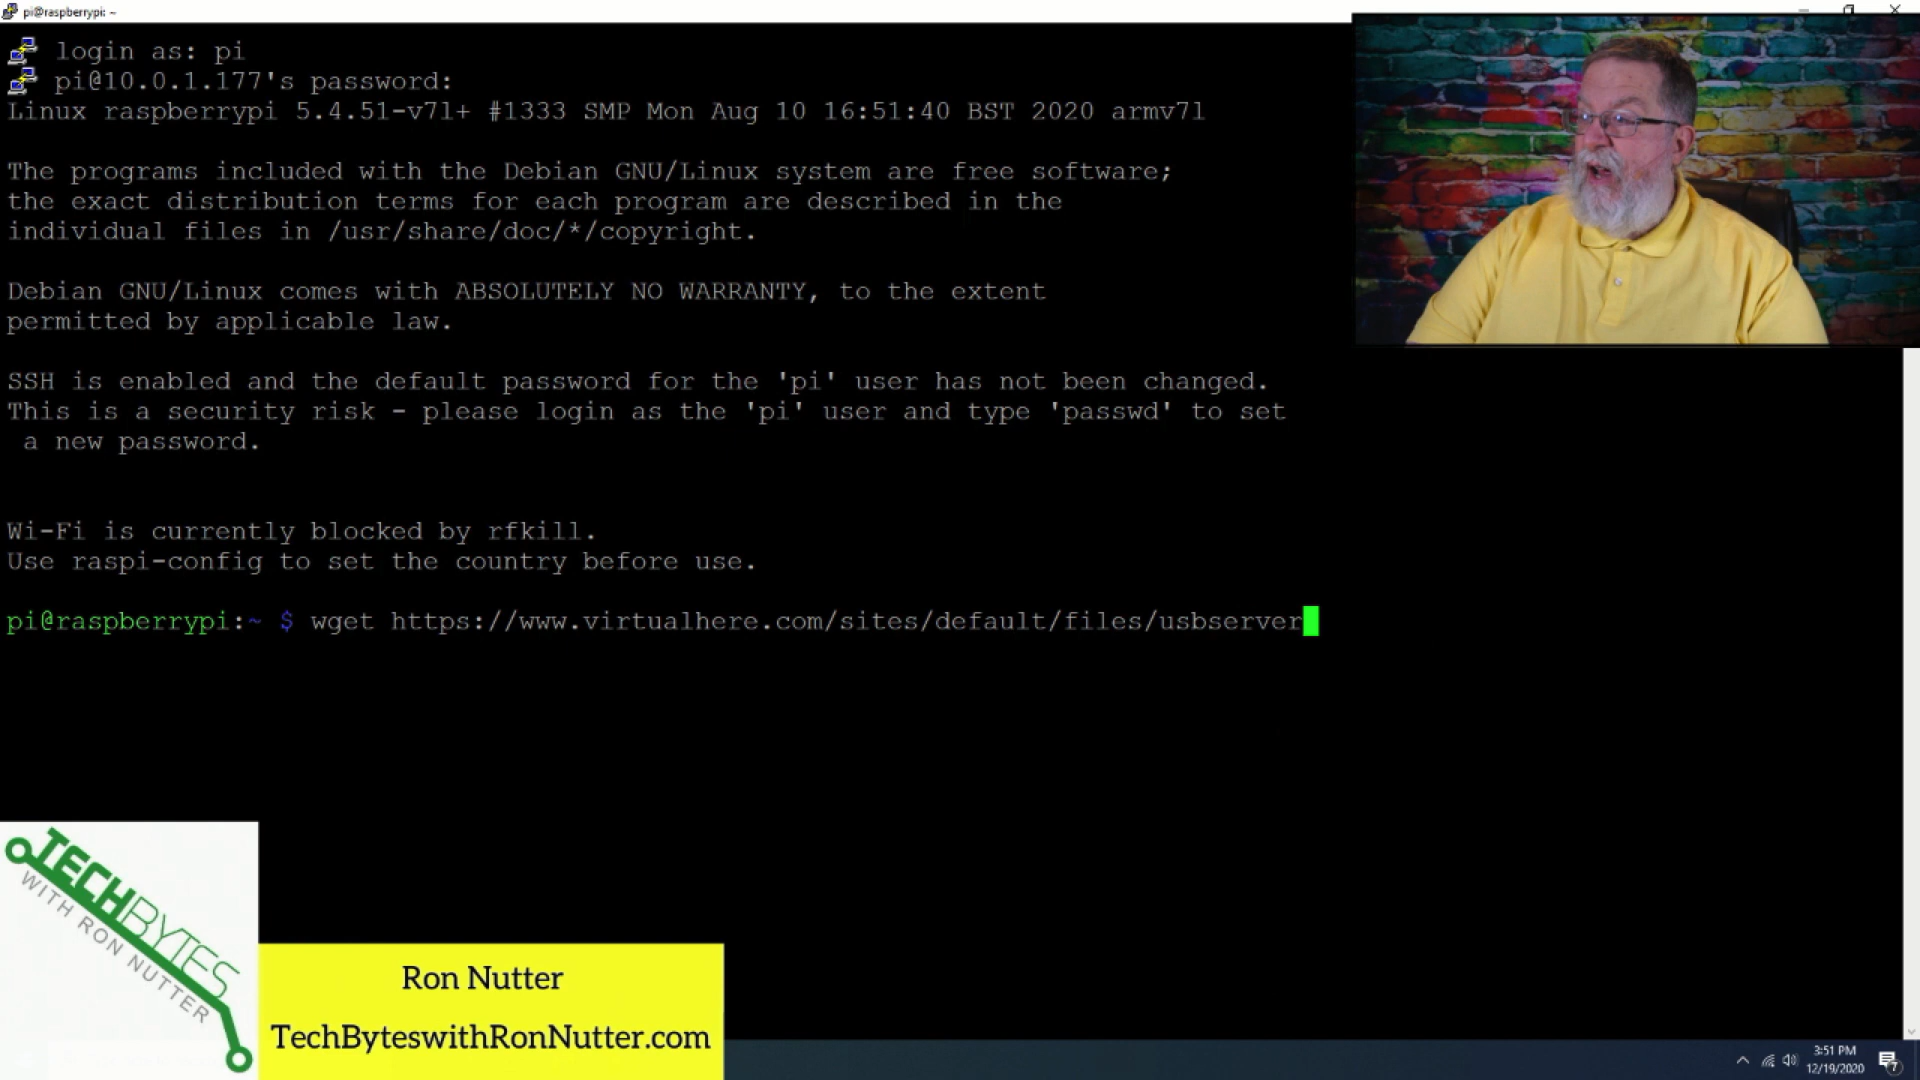 pi@raspberrypi: ~
login as: pi
pi@10.0.1.177's password:
Linux raspberrypi 5.4.51-v7l+ #1333 SMP Mon Aug 10 16:51:40 BST 2020 armv7l
The programs included with the Debian GNU/Linux system are free software;
the exact distribution terms for each program are described in the
individual files in /usr/share/doc/*/copyright.
Debian GNU/Linux comes with ABSOLUTELY NO WARRANTY, to the extent
permitted by applicable law.
SSH is enabled and the default password for the 'pi' user has not been changed.
This is a security risk - please login as the 'pi' user and type 'passwd' to set
a new password.
Wi-Fi is currently blocked by rfkill.
Use raspi-config to set the country before use.
pi@raspberrypi:~ $ wget https://www.virtualhere.com/sites/default/files/usbserver
TECHBYTES
WITH RON NUTTER
Ron Nutter
TechByteswithRonNutter.com
3:51 PM
12/19/2020
7